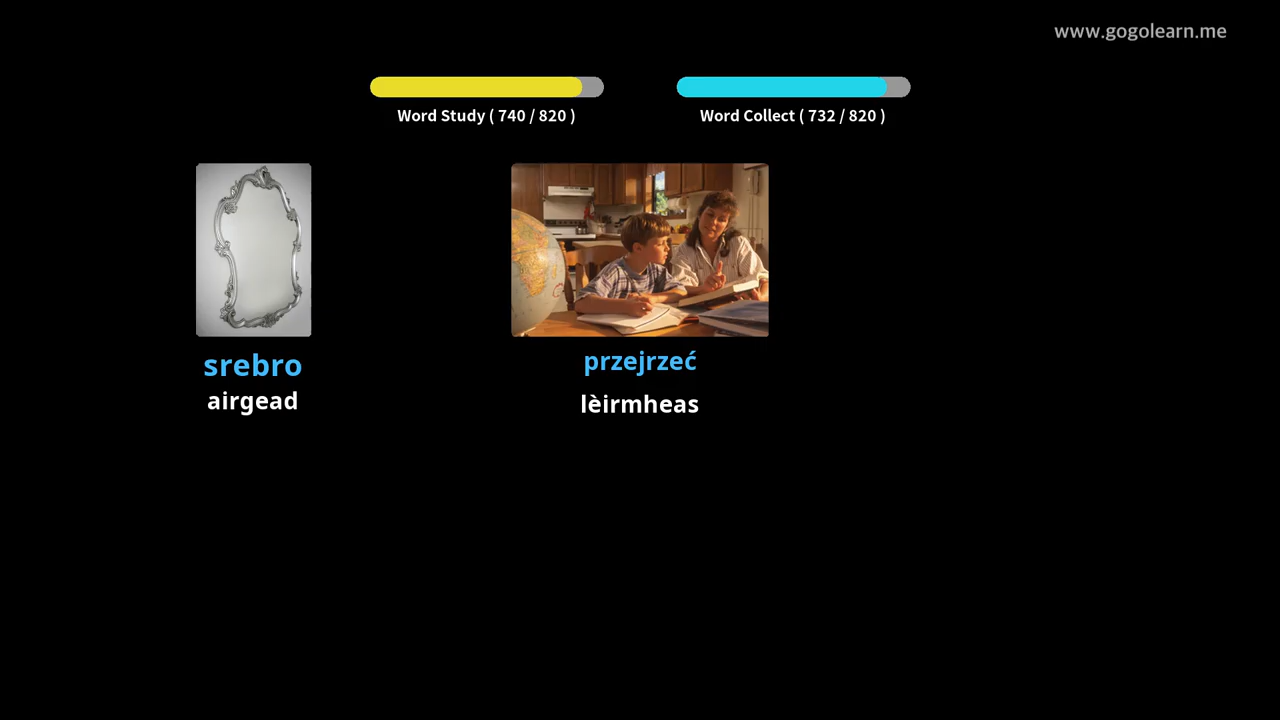 www.gogolearn.me
Word Study ( 740 / 820 )
Word Collect ( 732 / 820 )
srebro
airgead
przejrzeć
lèirmheas